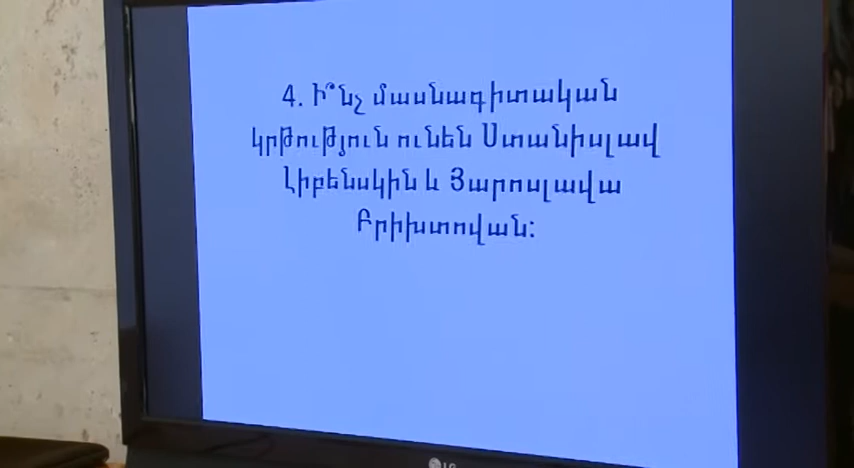 4. Ի՞նչ մասնագիտական
կրթություն ունեն Ստանիսլավ
Լիբենսկին և Յարոսլավա
Բրիխտովան:
LG